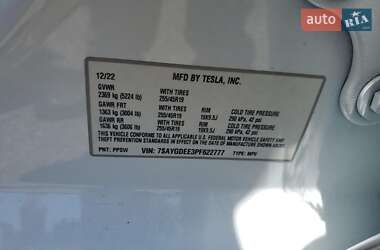 auto RIA
12/22 MFD BY TESLA, INC.
GVWR
2369 kg (5224 lb) WITH TIRES 255/45R19
GAWR FRT WITH TIRES RIM COLD TIRE PRESSURE
1363 kg (3004 lb) 255/45R19 19X9.5J 290 kPa, 42 psi
GAWR RR WITH TIRES RIM COLD TIRE PRESSURE
1636 kg (3606 lb) 255/45R19 19X9.5J 290 kPa, 42 psi
THIS VEHICLE CONFORMS TO ALL APPLICABLE U.S. FEDERAL MOTOR VEHICLE SAFETY AND
THEFT PREVENTION STANDARDS IN EFFECT ON THE DATE OF MANUFACTURE SHOWN ABOVE.
PNT: PPSW VIN: 7SAYGDEE3PF622777 TYPE: MPV